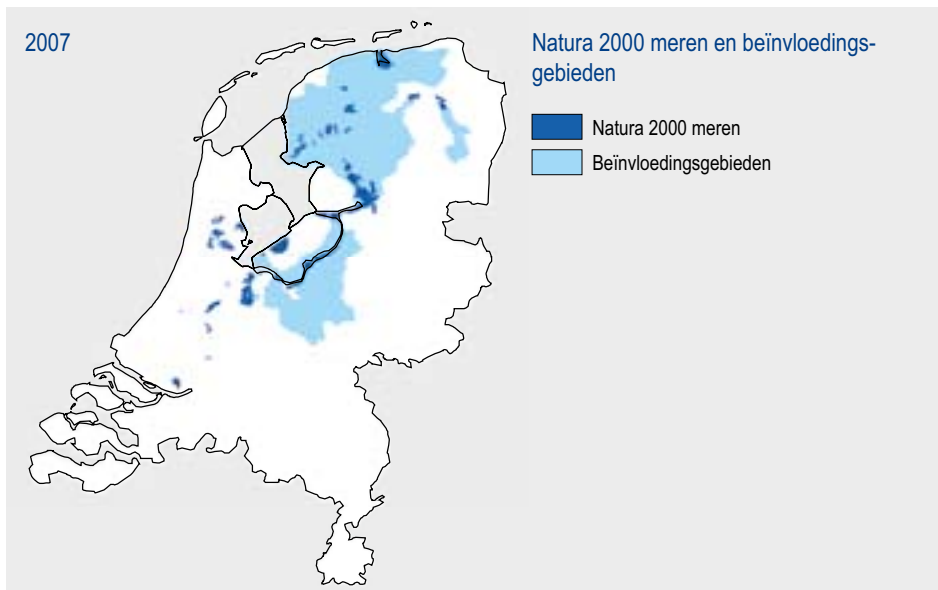 2007
Natura 2000 meren en beïnvloedings-
gebieden
Natura 2000 meren
Beïnvloedingsgebieden